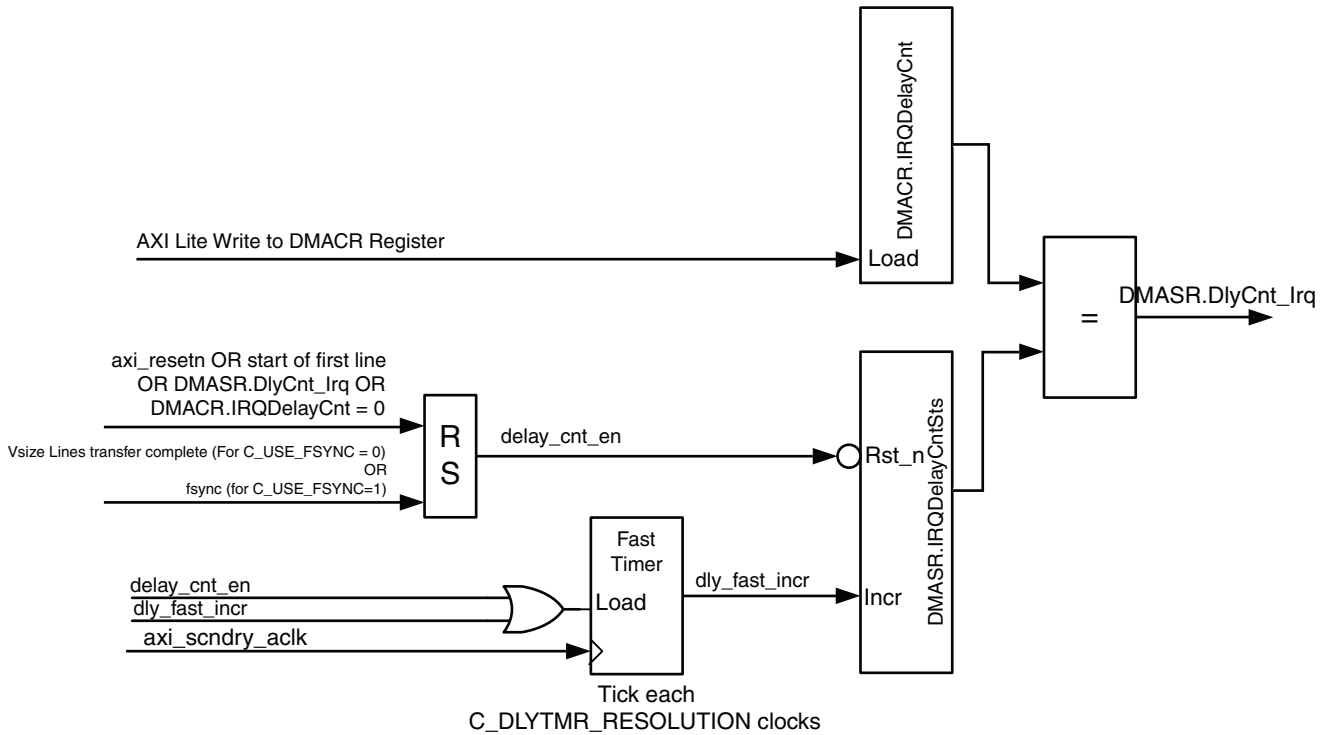 DMACR.IRQDelayCnt
AXI Lite Write to DMACR Register
Load
DMASR.DlyCnt_Irq
=
axi_resetn OR start of first line
OR DMASR.DlyCnt_Irq OR
DMACR.IRQDelayCnt = 0
R
S
delay_cnt_en
Rst_n
DMASR.IRQDelayCntSts
Vsize Lines transfer complete (For C_USE_FSYNC = 0)
OR
fsync (for C_USE_FSYNC=1)
Fast
Timer
delay_cnt_en
dly_fast_incr
Load
dly_fast_incr
Incr
axi_scndry_aclk
Tick each
C_DLYTMR_RESOLUTION clocks